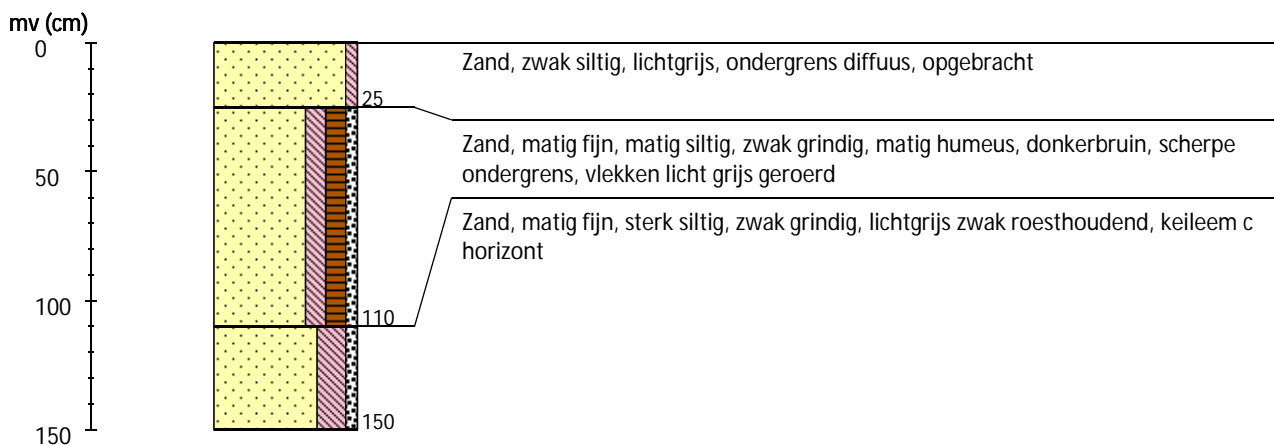 mv (cm)
0
Zand, zwak siltig, lichtgrijs, ondergrens diffuus, opgebracht
25
Zand, matig fijn, matig siltig, zwak grindig, matig humeus, donkerbruin, scherpe
ondergrens, vlekken licht grijs geroerd
50
Zand, matig fijn, sterk siltig, zwak grindig, lichtgrijs zwak roesthoudend, keileem c
horizont
100
110
150
150